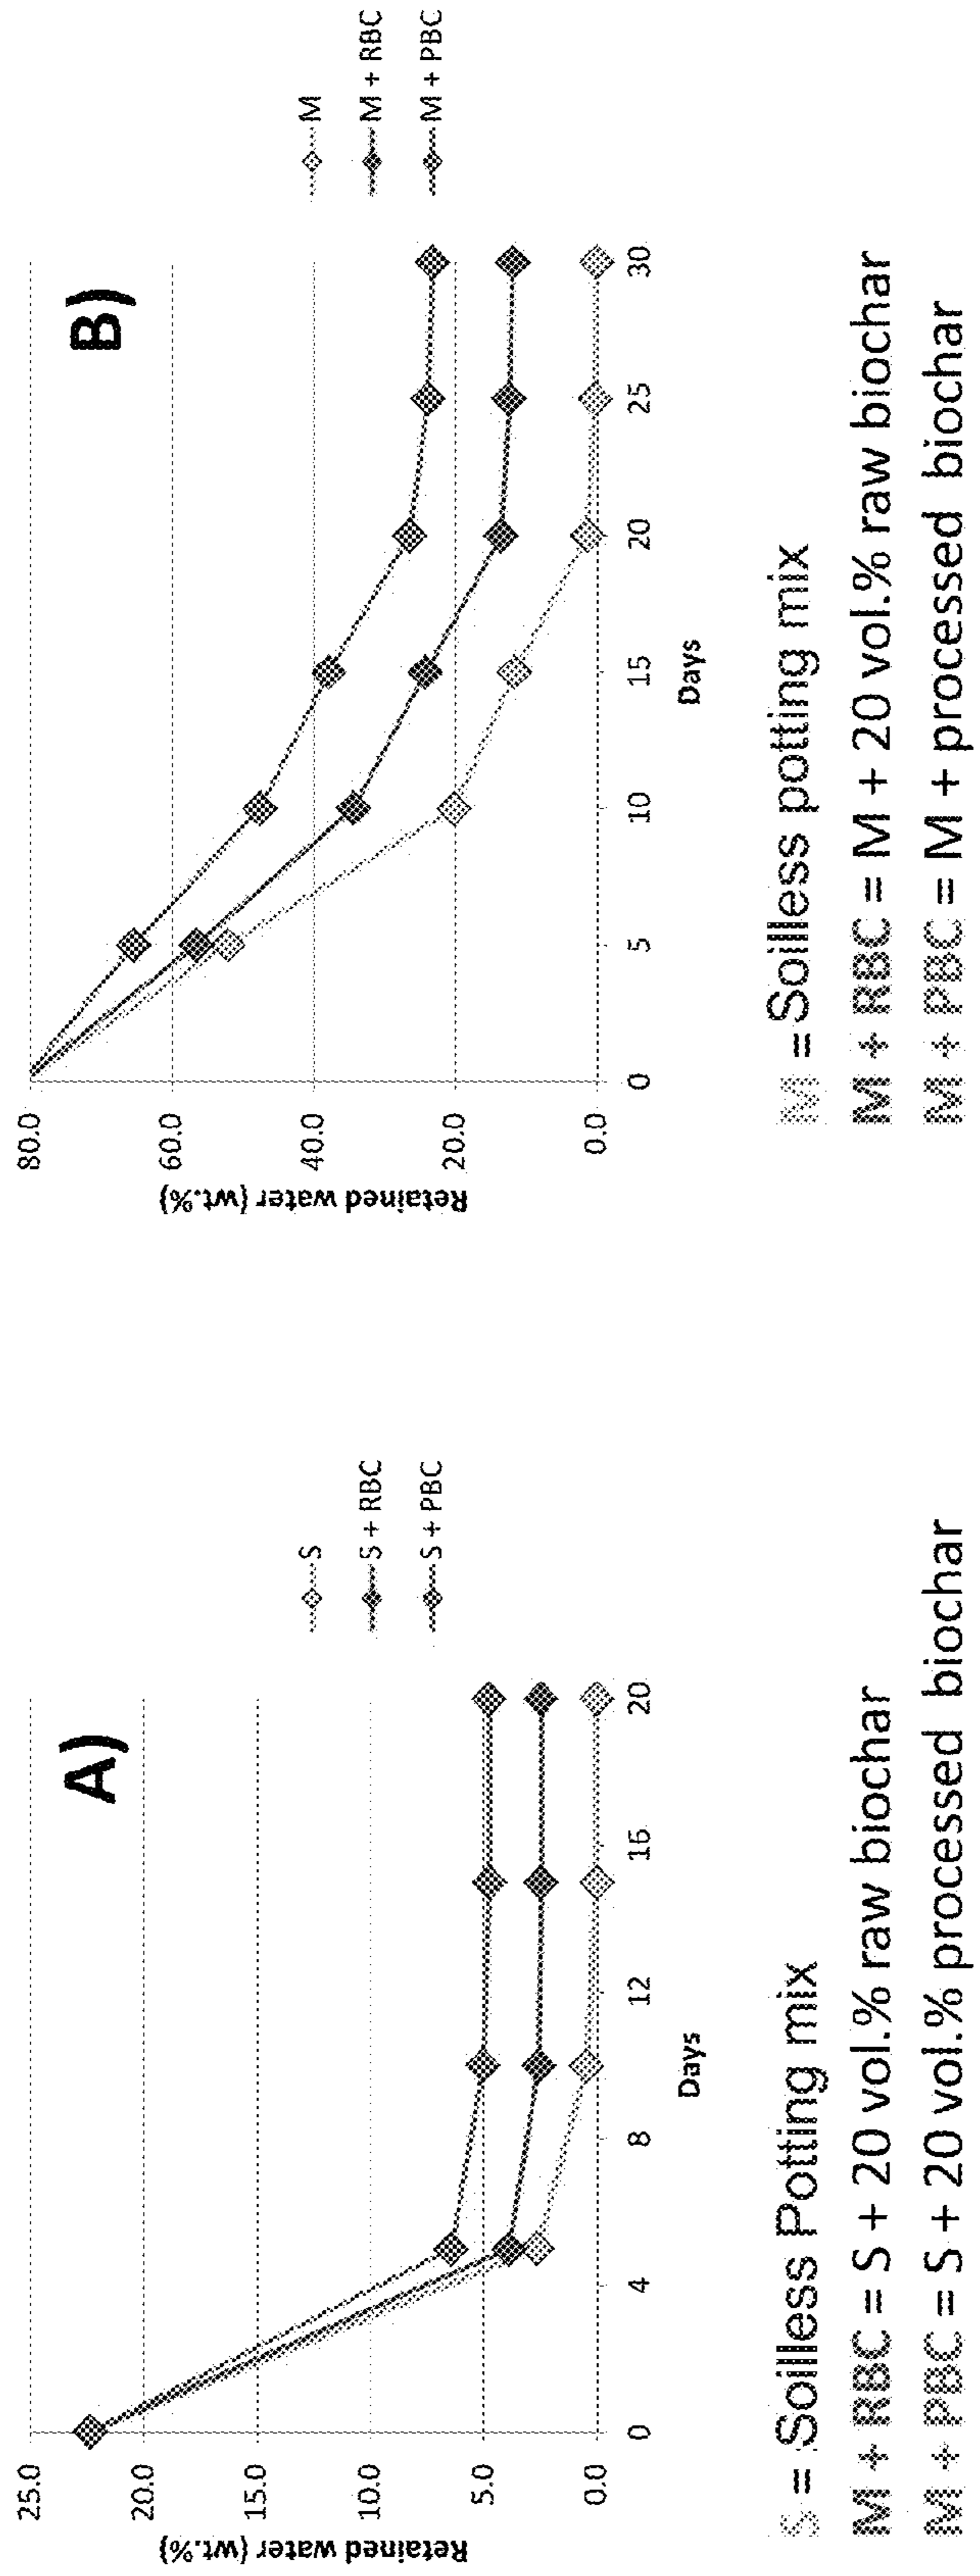 A)
25.0
20.0
15.0
10.0
5.0
0.0
Retained water (wt.%)
0 4 8 12 16 20
Days
S
S + RBC
S + PBC
S = Soilless Potting mix
M + RBC = S + 20 vol.% raw biochar
M + PBC = S + 20 vol.% processed biochar
B)
80.0
60.0
40.0
20.0
0.0
Retained water (wt.%)
0 5 10 15 20 25 30
Days
M
M + RBC
M + PBC
M =Soilless potting mix
M + RBC = M + 20 vol.% raw biochar
M + PBC = M + processed biochar